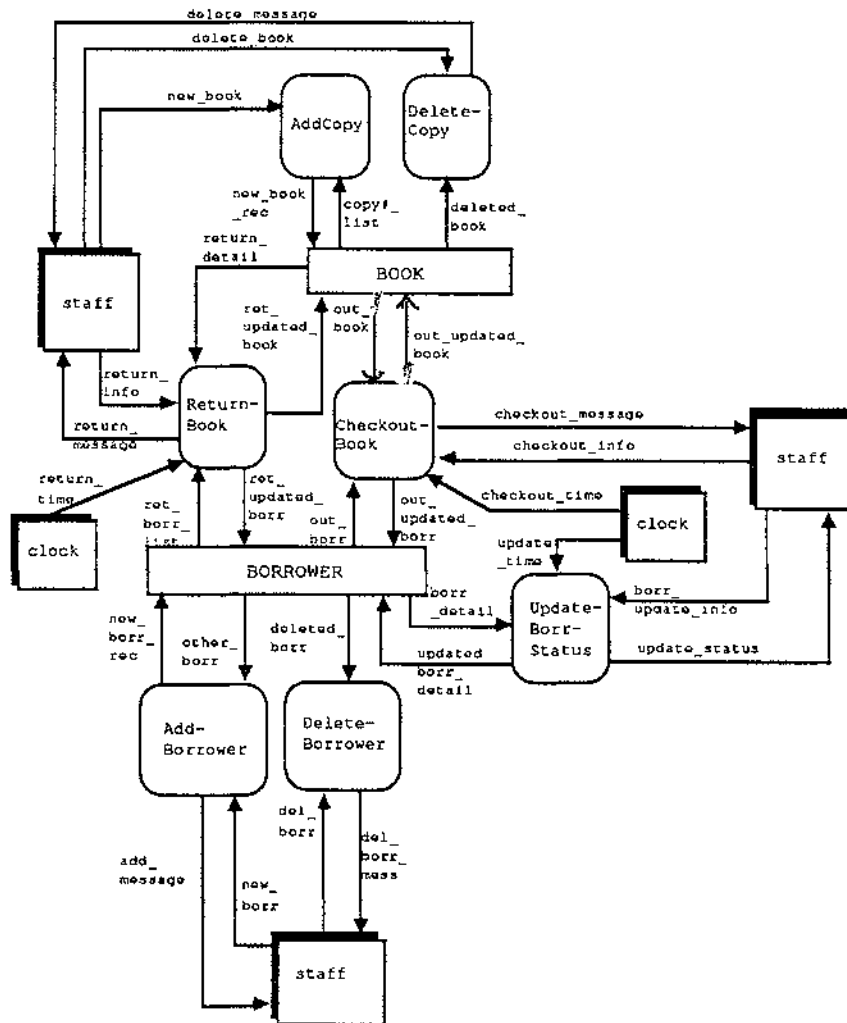 delete_message
delete_book
new_book
AddCopy
Delete-
Copy
new_book
_rec
copy#_
list
deleted_
book
return_
detail
BOOK
staff
ret_
updated_
book
out_
book
out_updated_
book
return_
info
Return-
Book
return_
message
Checkout-
Book
checkout_message
checkout_info
staff
return_
time
ret_
borr_
list
ret_
updated_
borr
out_
borr
out_
updated_
borr
checkout_time
clock
clock
update_
time
BORROWER
borr
_detail
Update-
Borr-
Status
borr_
update_info
new_
borr_
rec
other_
borr
deleted_
borr
updated
borr_
detail
update_status
Add-
Borrower
Delete-
Borrower
del_
borr
del_
borr_
mess
add_
message
new_
borr
staff